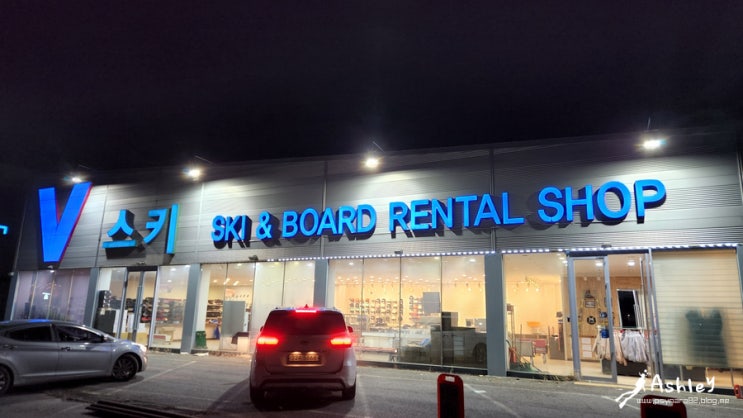 V 스키 SKI & BOARD RENTAL SHOP
Ashley